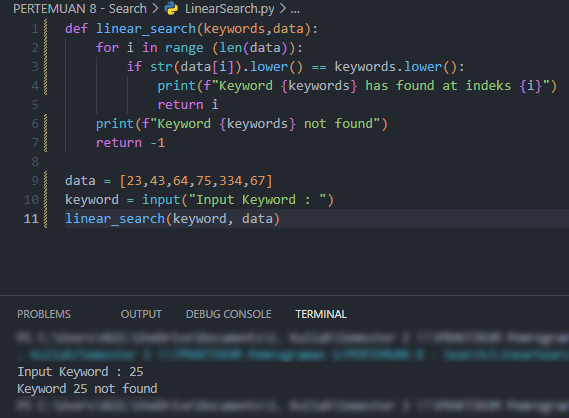 PERTEMUAN 8 - Search > LinearSearch.py > ...
1 def linear_search(keywords,data):
2     for i in range (len(data)):
3         if str(data[i]).lower() == keywords.lower():
4             print(f"Keyword {keywords} has found at indeks {i}")
5             return i
6     print(f"Keyword {keywords} not found")
7     return -1
8
9 data = [23,43,64,75,334,67]
10 keyword = input("Input Keyword : ")
11 linear_search(keyword, data)
PROBLEMS OUTPUT DEBUG CONSOLE TERMINAL
Input Keyword : 25
Keyword 25 not found